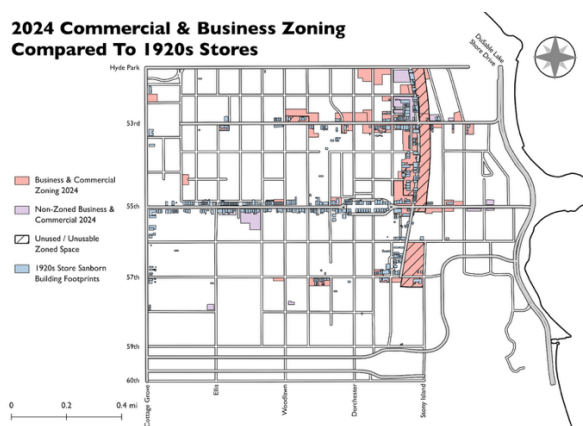 2024 Commercial & Business Zoning
Compared To 1920s Stores
DuSable Lake
Shore Drive
Hyde Park
53rd
Business & Commercial
Zoning 2024
Non-Zoned Business &
Commercial 2024
55th
Unused / Unusable
Zoned Space
1920s Store Sanborn
Building Footprints
57th
59th
60th
0 0.2 0.4 mi
Cottage Grove
Ellis
Woodlawn
Dorchester
Stony Island